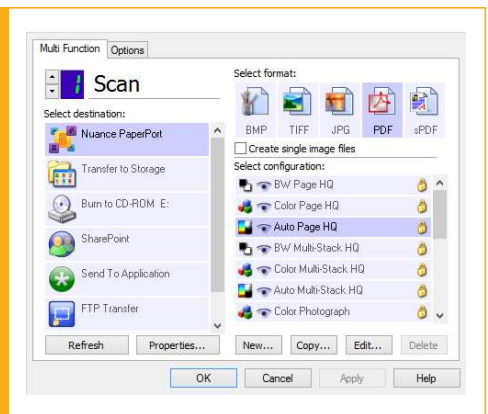 Multi Function
Options
1
Scan
Select destination:
Nuance PaperPort
Transfer to Storage
Burn to CD-ROM E:
SharePoint
Send To Application
FTP Transfer
Refresh
Properties...
Select format:
BMP
TIFF
JPG
PDF
sPDF
Create single image files
Select configuration:
BW Page HQ
Color Page HQ
Auto Page HQ
BW Multi-Stack HQ
Color Multi-Stack HQ
Auto Multi-Stack HQ
Color Photograph
New...
Copy...
Edit...
Delete
OK
Cancel
Apply
Help